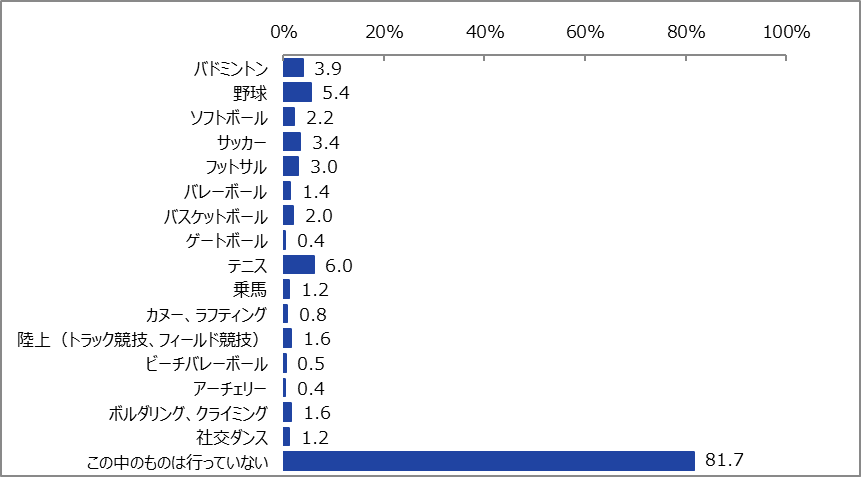 0% 20% 40% 60% 80% 100%
バドミントン 3.9
野球 5.4
ソフトボール 2.2
サッカー 3.4
フットサル 3.0
バレーボール 1.4
バスケットボール 2.0
ゲートボール 0.4
テニス 6.0
乗馬 1.2
カヌー、ラフティング 0.8
陸上（トラック競技、フィールド競技） 1.6
ビーチバレーボール 0.5
アーチェリー 0.4
ボルダリング、クライミング 1.6
社交ダンス 1.2
この中のものは行っていない 81.7